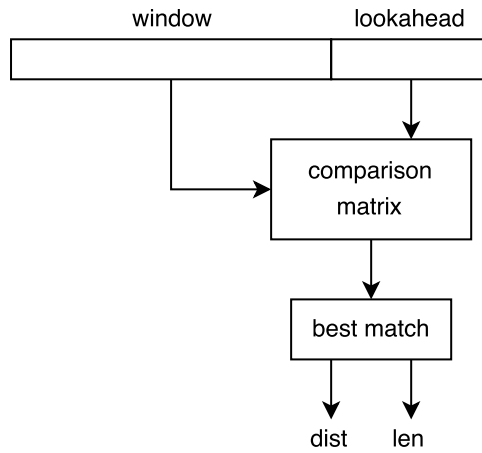 window lookahead
comparison
matrix
best match
dist len